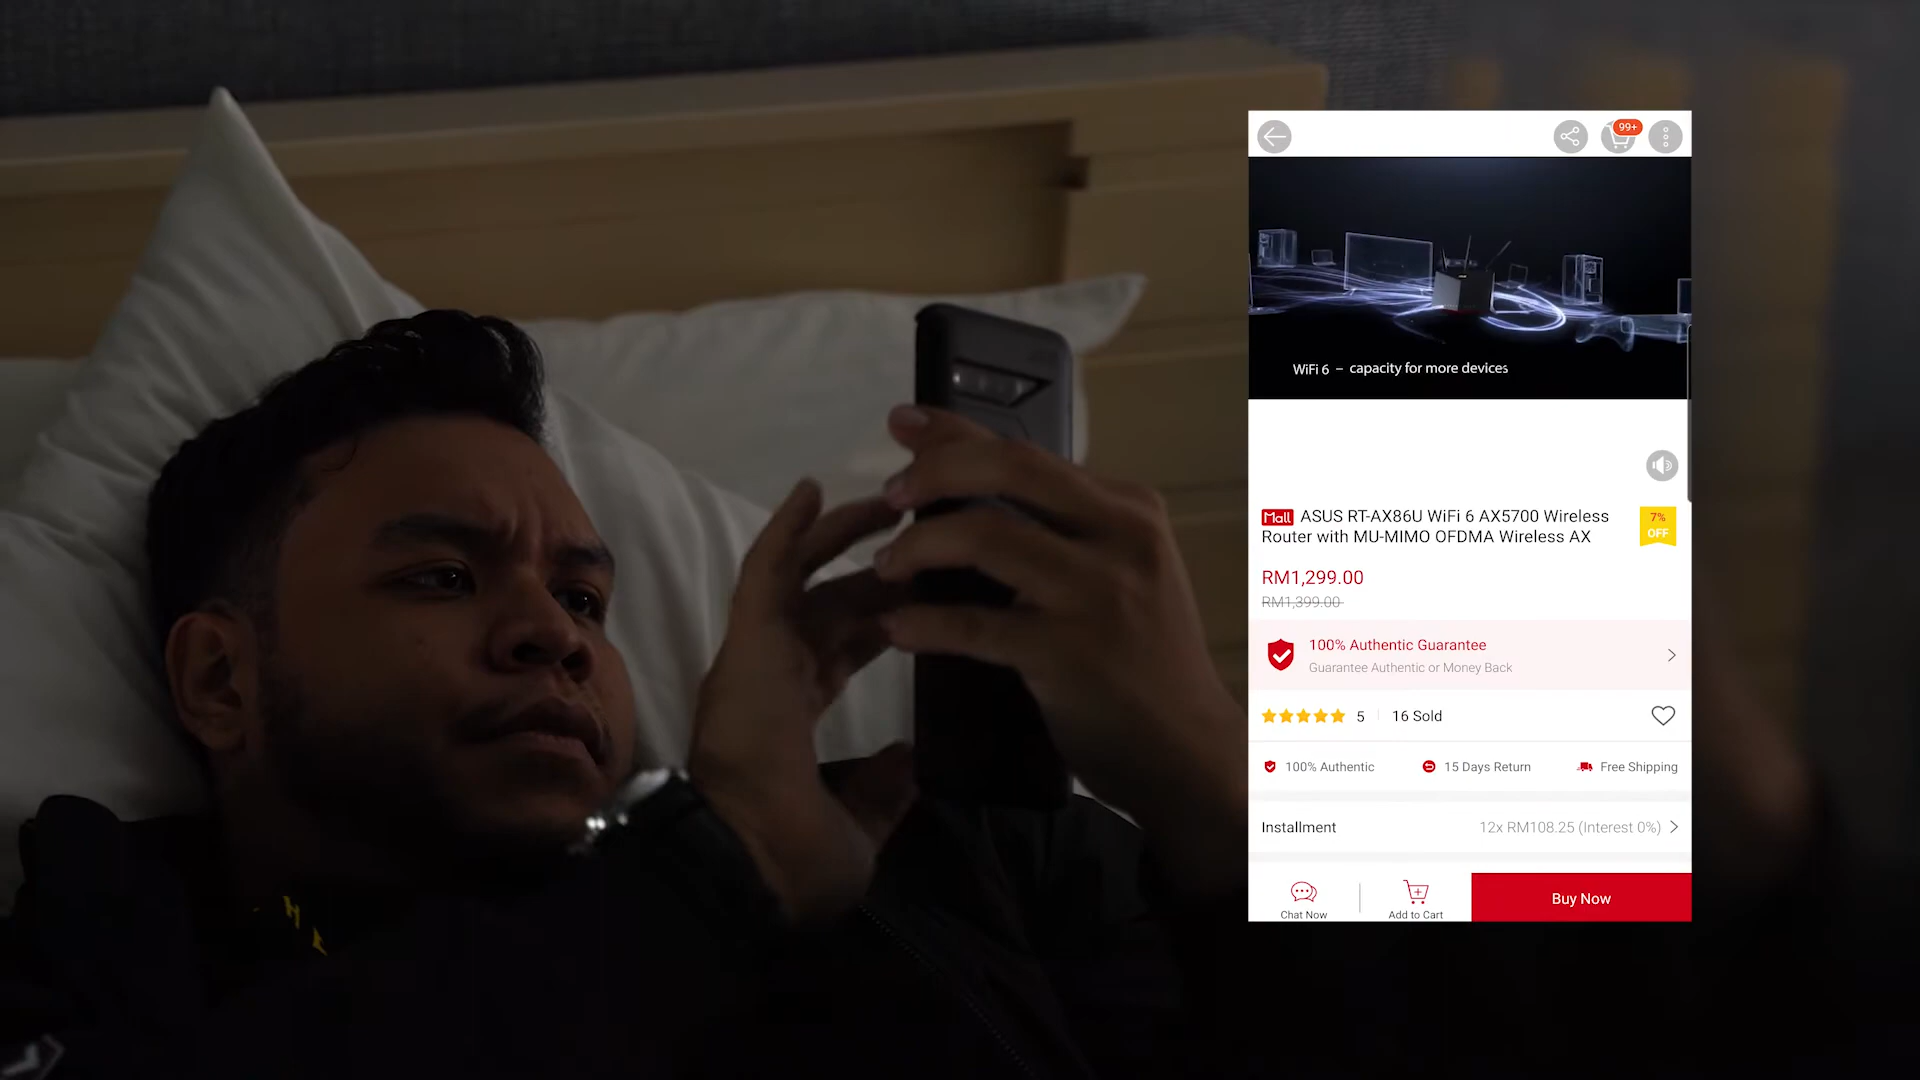 99+
WiFi 6 – capacity for more devices
Mall ASUS RT-AX86U WiFi 6 AX5700 Wireless
Router with MU-MIMO OFDMA Wireless AX
7%
OFF
RM1,299.00
RM1,399.00
100% Authentic Guarantee
Guarantee Authentic or Money Back
5
16 Sold
100% Authentic
15 Days Return
Free Shipping
Installment
12x RM108.25 (Interest 0%)
Chat Now
Add to Cart
Buy Now